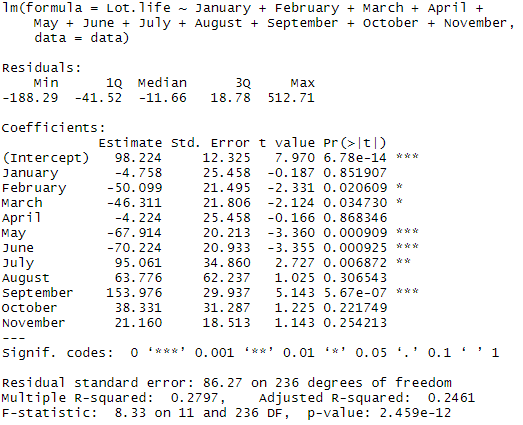 lm(formula = Lot.life ~ January + February + March + April +
    May + June + July + August + September + October + November,
    data = data)
Residuals:
    Min      1Q  Median      3Q     Max
-188.29  -41.52  -11.66   18.78  512.71
Coefficients:
            Estimate Std. Error t value Pr(>|t|)
(Intercept)   98.224     12.325   7.970 6.78e-14 ***
January       -4.758     25.458  -0.187 0.851907
February     -50.099     21.495  -2.331 0.020609 *
March        -46.311     21.806  -2.124 0.034730 *
April         -4.224     25.458  -0.166 0.868346
May          -67.914     20.213  -3.360 0.000909 ***
June         -70.224     20.933  -3.355 0.000925 ***
July          95.061     34.860   2.727 0.006872 **
August        63.776     62.237   1.025 0.306543
September    153.976     29.937   5.143 5.67e-07 ***
October       38.331     31.287   1.225 0.221749
November      21.160     18.513   1.143 0.254213
---
Signif. codes:  0 ‘***’ 0.001 ‘**’ 0.01 ‘*’ 0.05 ‘.’ 0.1 ‘ ’ 1
Residual standard error: 86.27 on 236 degrees of freedom
Multiple R-squared:  0.2797,    Adjusted R-squared:  0.2461
F-statistic:  8.33 on 11 and 236 DF,  p-value: 2.459e-12